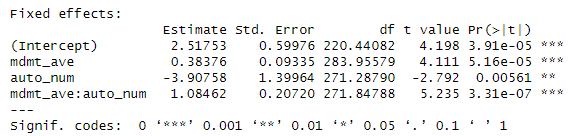 Fixed effects:
Estimate Std. Error df t value Pr(>|t|)
(Intercept) 2.51753 0.59976 220.44082 4.198 3.91e-05 ***
mdmt_ave 0.38376 0.09335 283.95579 4.111 5.16e-05 ***
auto_num -3.90758 1.39964 271.28790 -2.792 0.00561 **
mdmt_ave:auto_num 1.08462 0.20720 271.84788 5.235 3.31e-07 ***
---
Signif. codes: 0 ‘***’ 0.001 ‘**’ 0.01 ‘*’ 0.05 ‘.’ 0.1 ‘ ’ 1